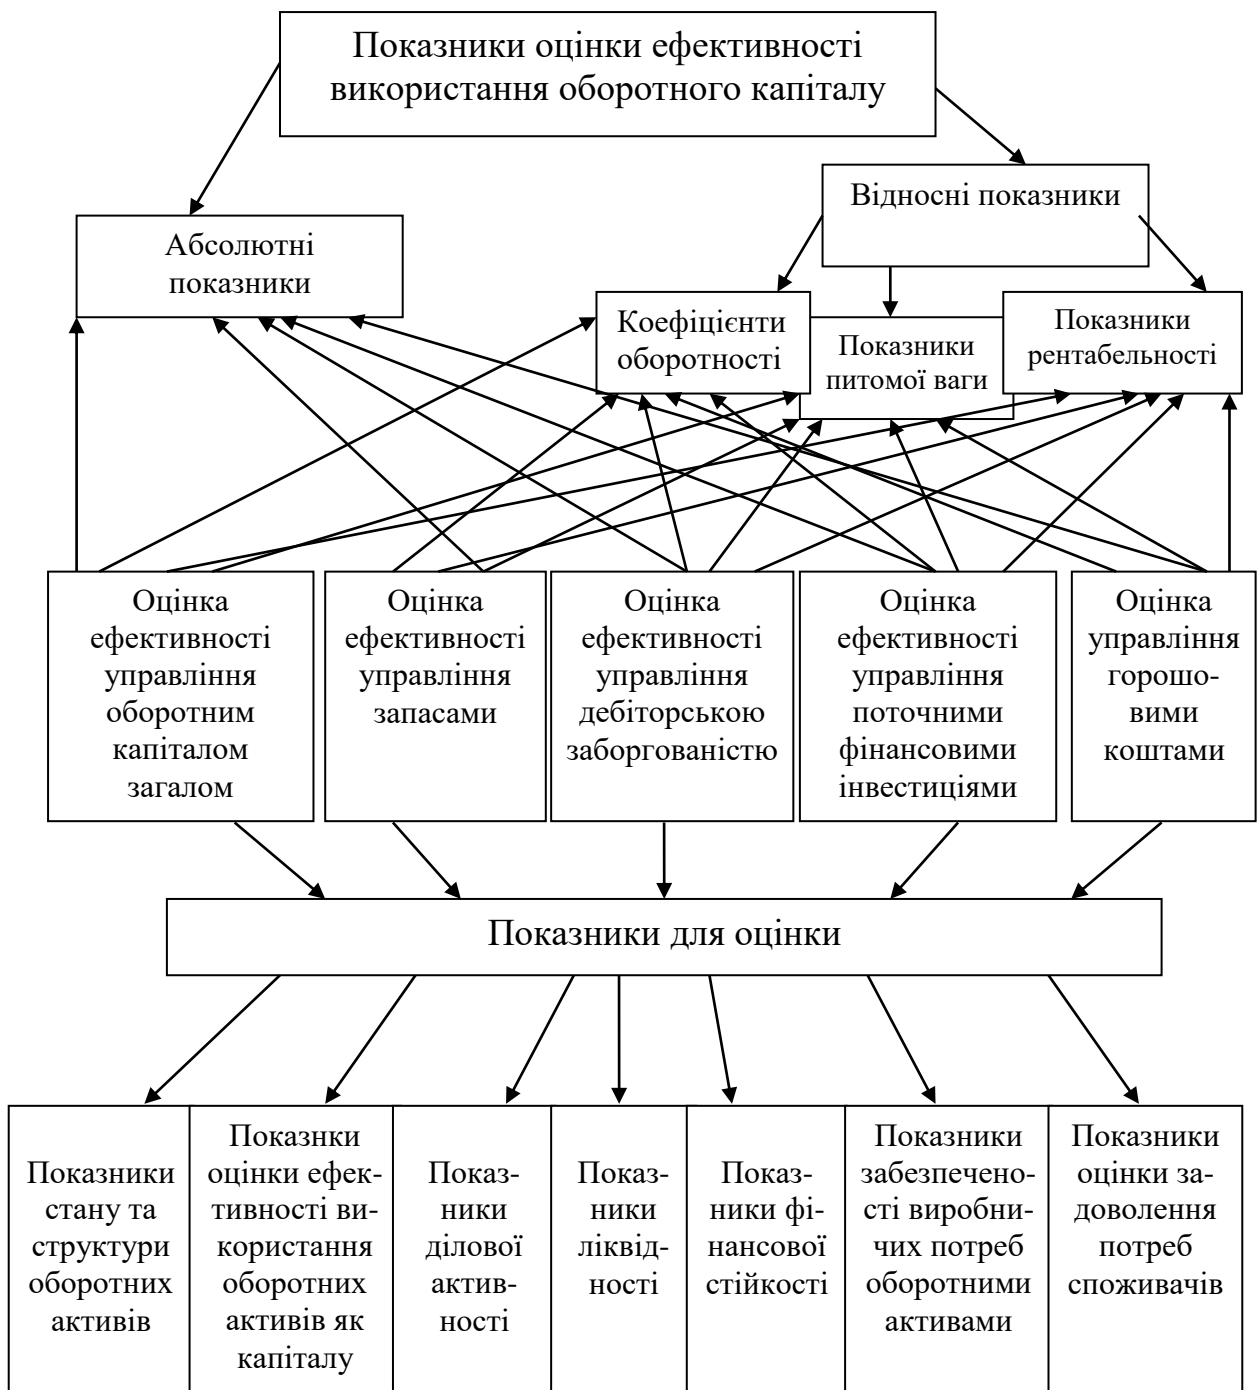 Показники оцінки ефективності
використання оборотного капіталу
Відносні показники
Абсолютні
показники
Коефіцієнти
оборотності
Показники
питомої ваги
Показники
рентабельності
Оцінка
ефективності
управління
оборотним
капіталом
загалом
Оцінка
ефективності
управління
запасами
Оцінка
ефективності
управління
дебіторською
заборгованістю
Оцінка
ефективності
управління
поточними
фінансовими
інвестиціями
Оцінка
управління
горошо-
вими
коштами
Показники для оцінки
Показники
стану та
структури
оборотних
активів
Показнки
оцінки ефек-
тивності ви-
користання
оборотних
активів як
капіталу
Показ-
ники
ділової
актив-
ності
Показ-
ники
ліквід-
ності
Показ-
ники фі-
нансової
стійкості
Показники
забезпечено-
сті виробни-
чих потреб
оборотними
активами
Показники
оцінки за-
доволення
потреб
споживачів